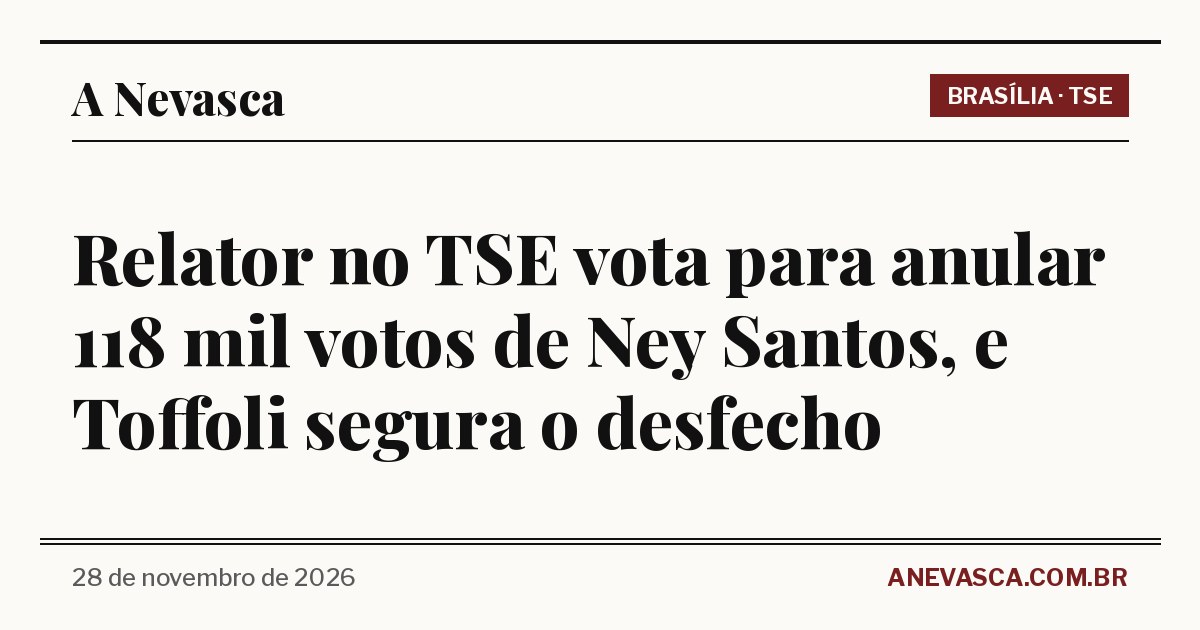 A Nevasca
BRASÍLIA · TSE
Relator no TSE vota para anular
118 mil votos de Ney Santos, e
Toffoli segura o desfecho
28 de novembro de 2026
ANEVASCA.COM.BR